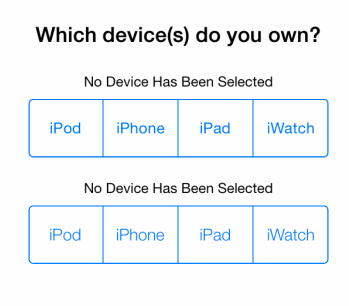 Which device(s) do you own?
No Device Has Been Selected
iPod iPhone iPad iWatch
No Device Has Been Selected
iPod iPhone iPad iWatch